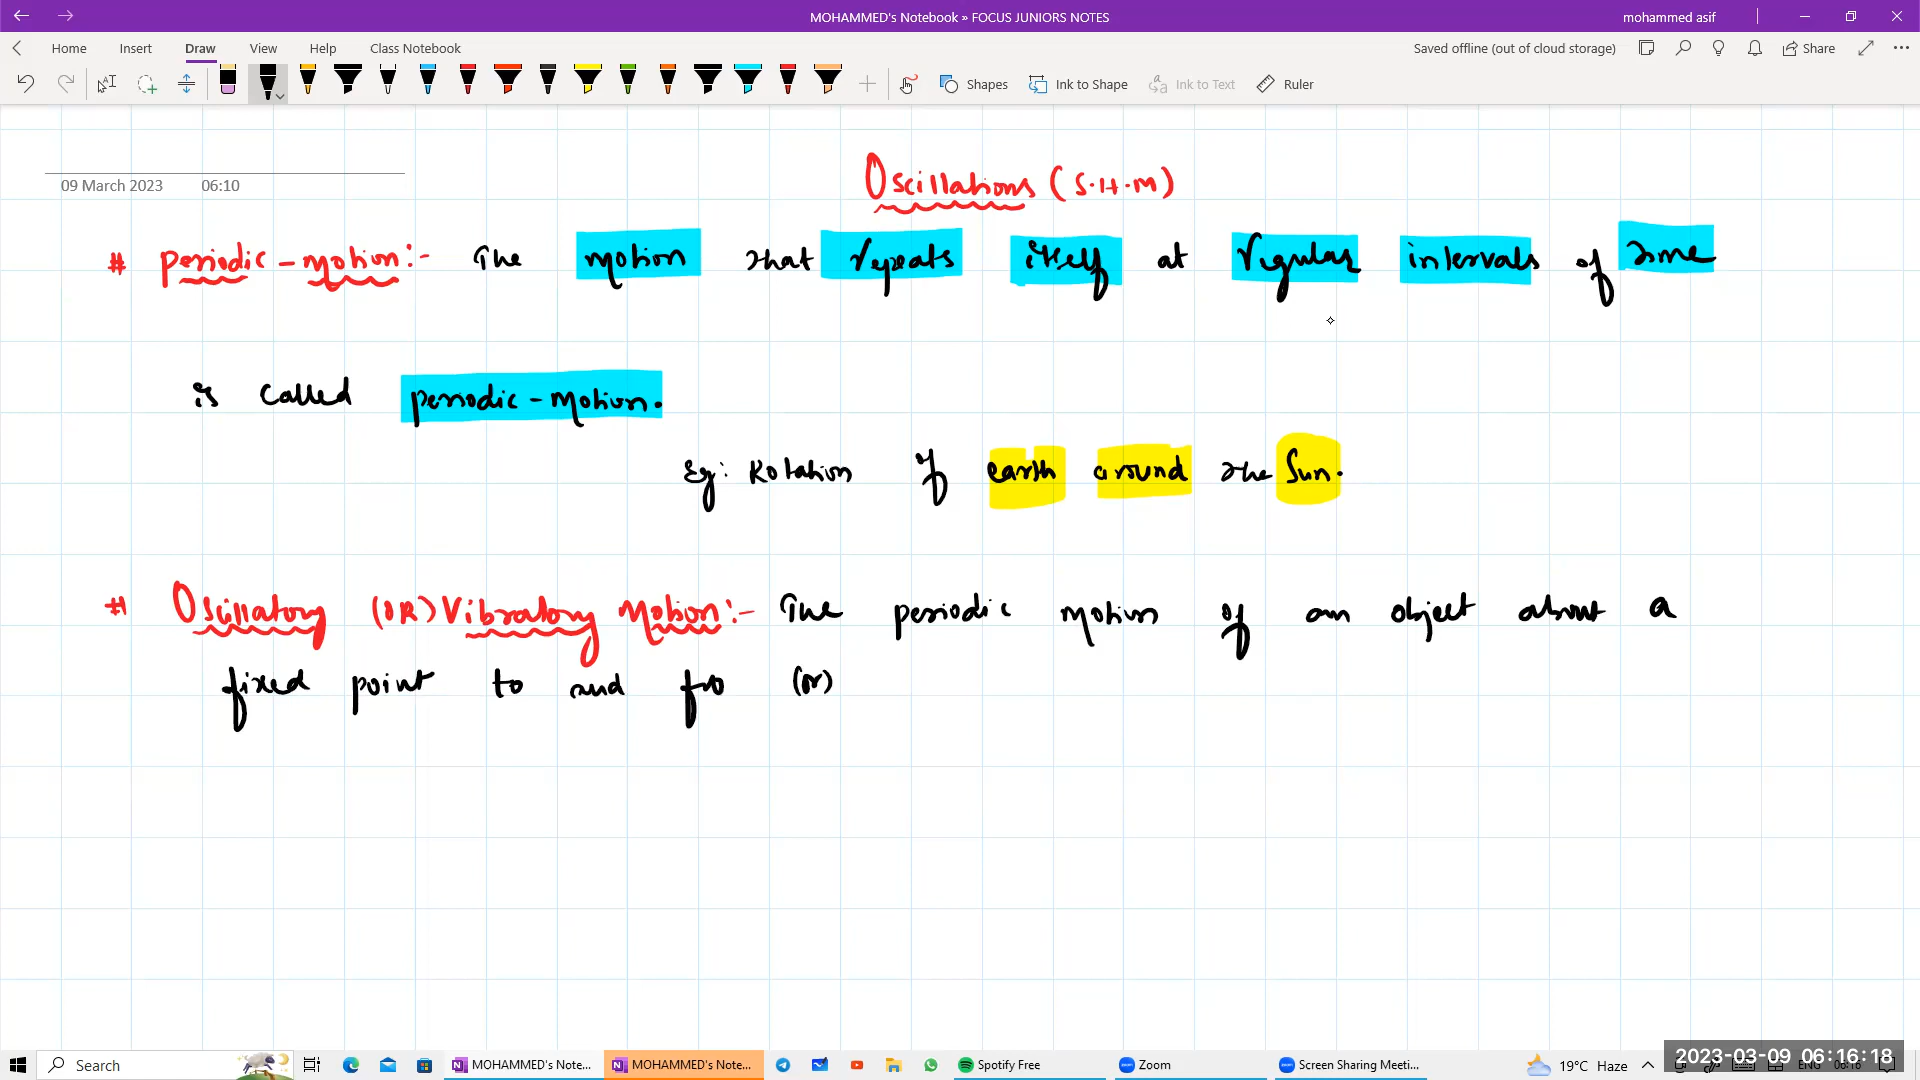 MOHAMMED's Notebook » FOCUS JUNIORS NOTES
mohammed asif
Home Insert Draw View Help Class Notebook
Saved offline (out of cloud storage)
Share
Shapes Ink to Shape Ink to Text Ruler
Oscillations (S.H.M)
09 March 2023 06:10
# periodic-motion:- The motion that repeats itself at regular intervals of time
is called periodic-motion.
Eg: Rotation of earth around the Sun.
# Oscillatory (OR) Vibratory Motion:- The periodic motion of an object about a
fixed point to and fro (or)
Search
MOHAMMED's Note...
MOHAMMED's Note...
Spotify Free
Zoom
Screen Sharing Meeti...
19°C Haze
2023-03-09 06:16:18